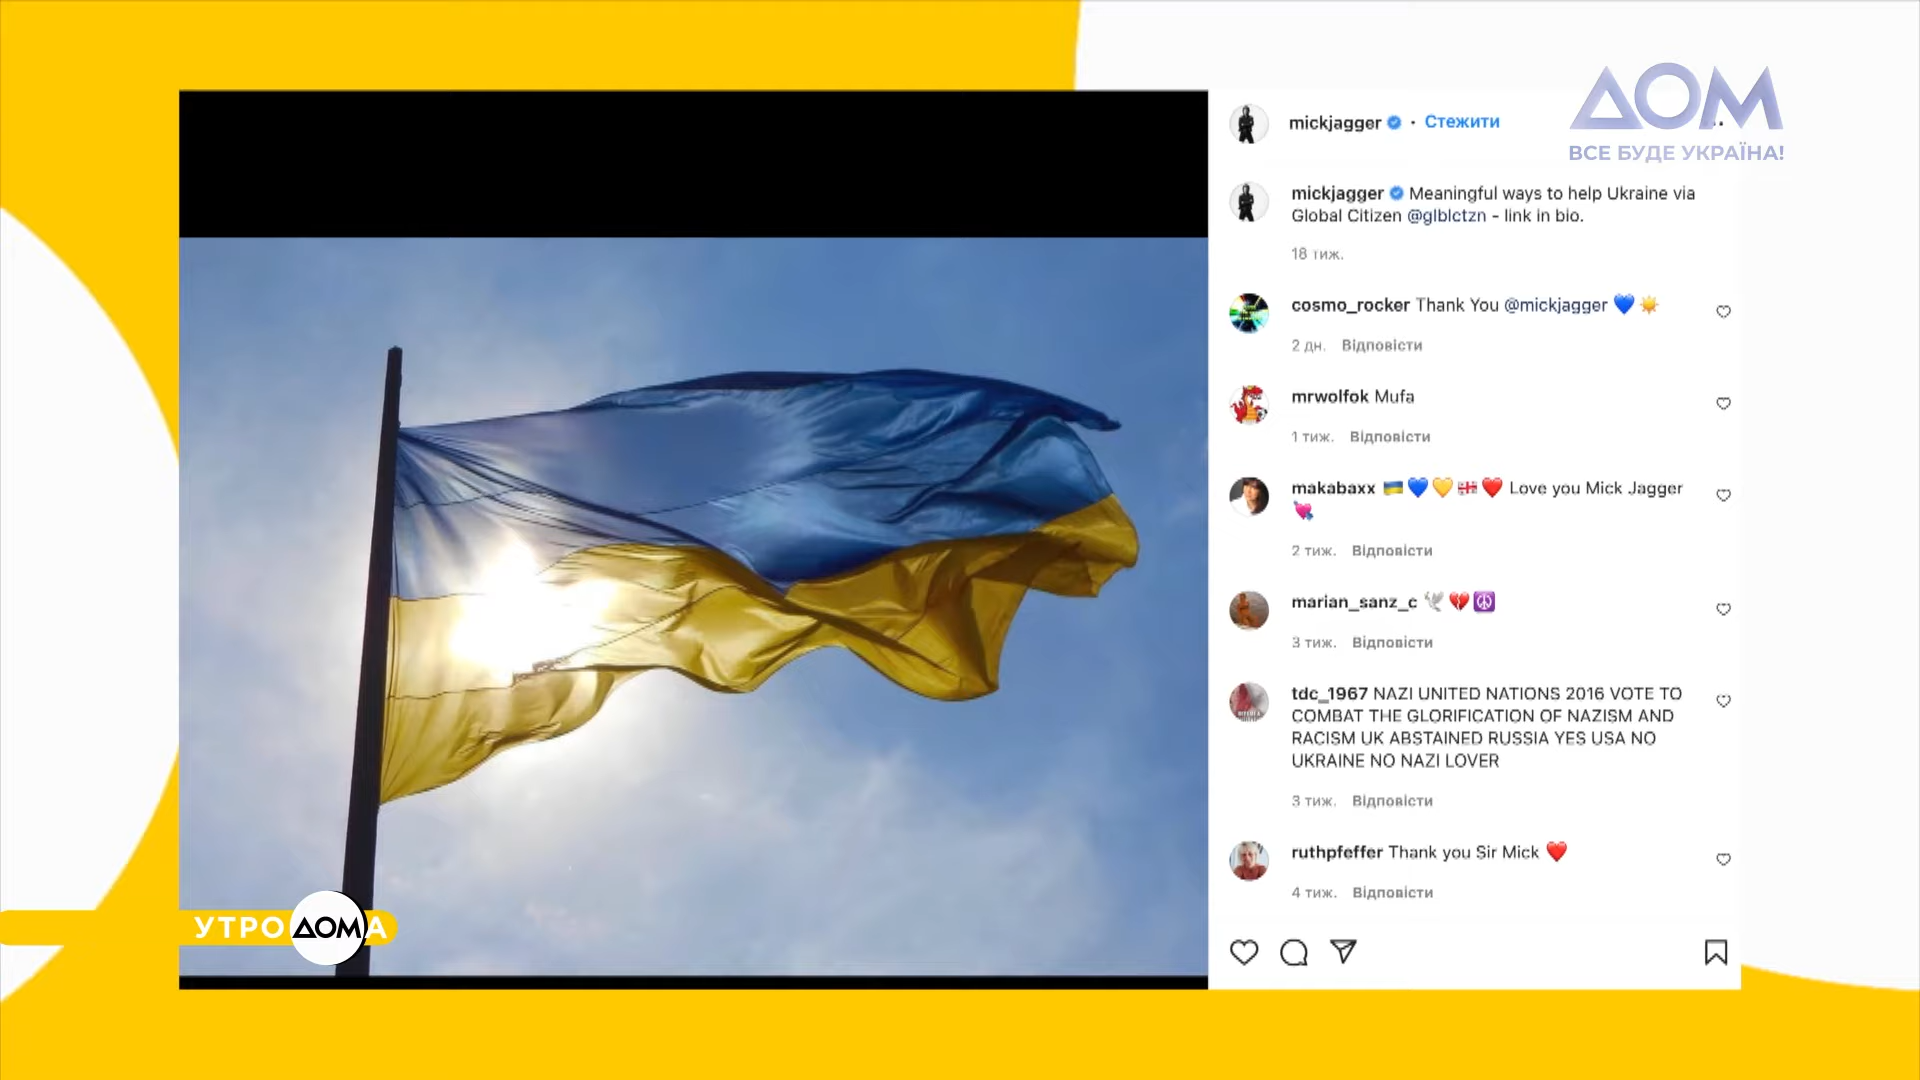 ДОМ
ВСЕ БУДЕ УКРАЇНА!
mickjagger • Стежити
mickjagger Meaningful ways to help Ukraine via
Global Citizen @glblctzn - link in bio.
18 тиж.
cosmo_rocker Thank You @mickjagger 💙 ☀️
2 дн. Відповісти
mrwolfok Mufa
1 тиж. Відповісти
makabaxx 🇺🇦💙💛🇬🇪❤️ Love you Mick Jagger
💘
2 тиж. Відповісти
marian_sanz_c 🕊️💔☮️
3 тиж. Відповісти
tdc_1967 NAZI UNITED NATIONS 2016 VOTE TO
COMBAT THE GLORIFICATION OF NAZISM AND
RACISM UK ABSTAINED RUSSIA YES USA NO
UKRAINE NO NAZI LOVER
3 тиж. Відповісти
ruthpfeffer Thank you Sir Mick ❤️
4 тиж. Відповісти
УТРО ДОМА